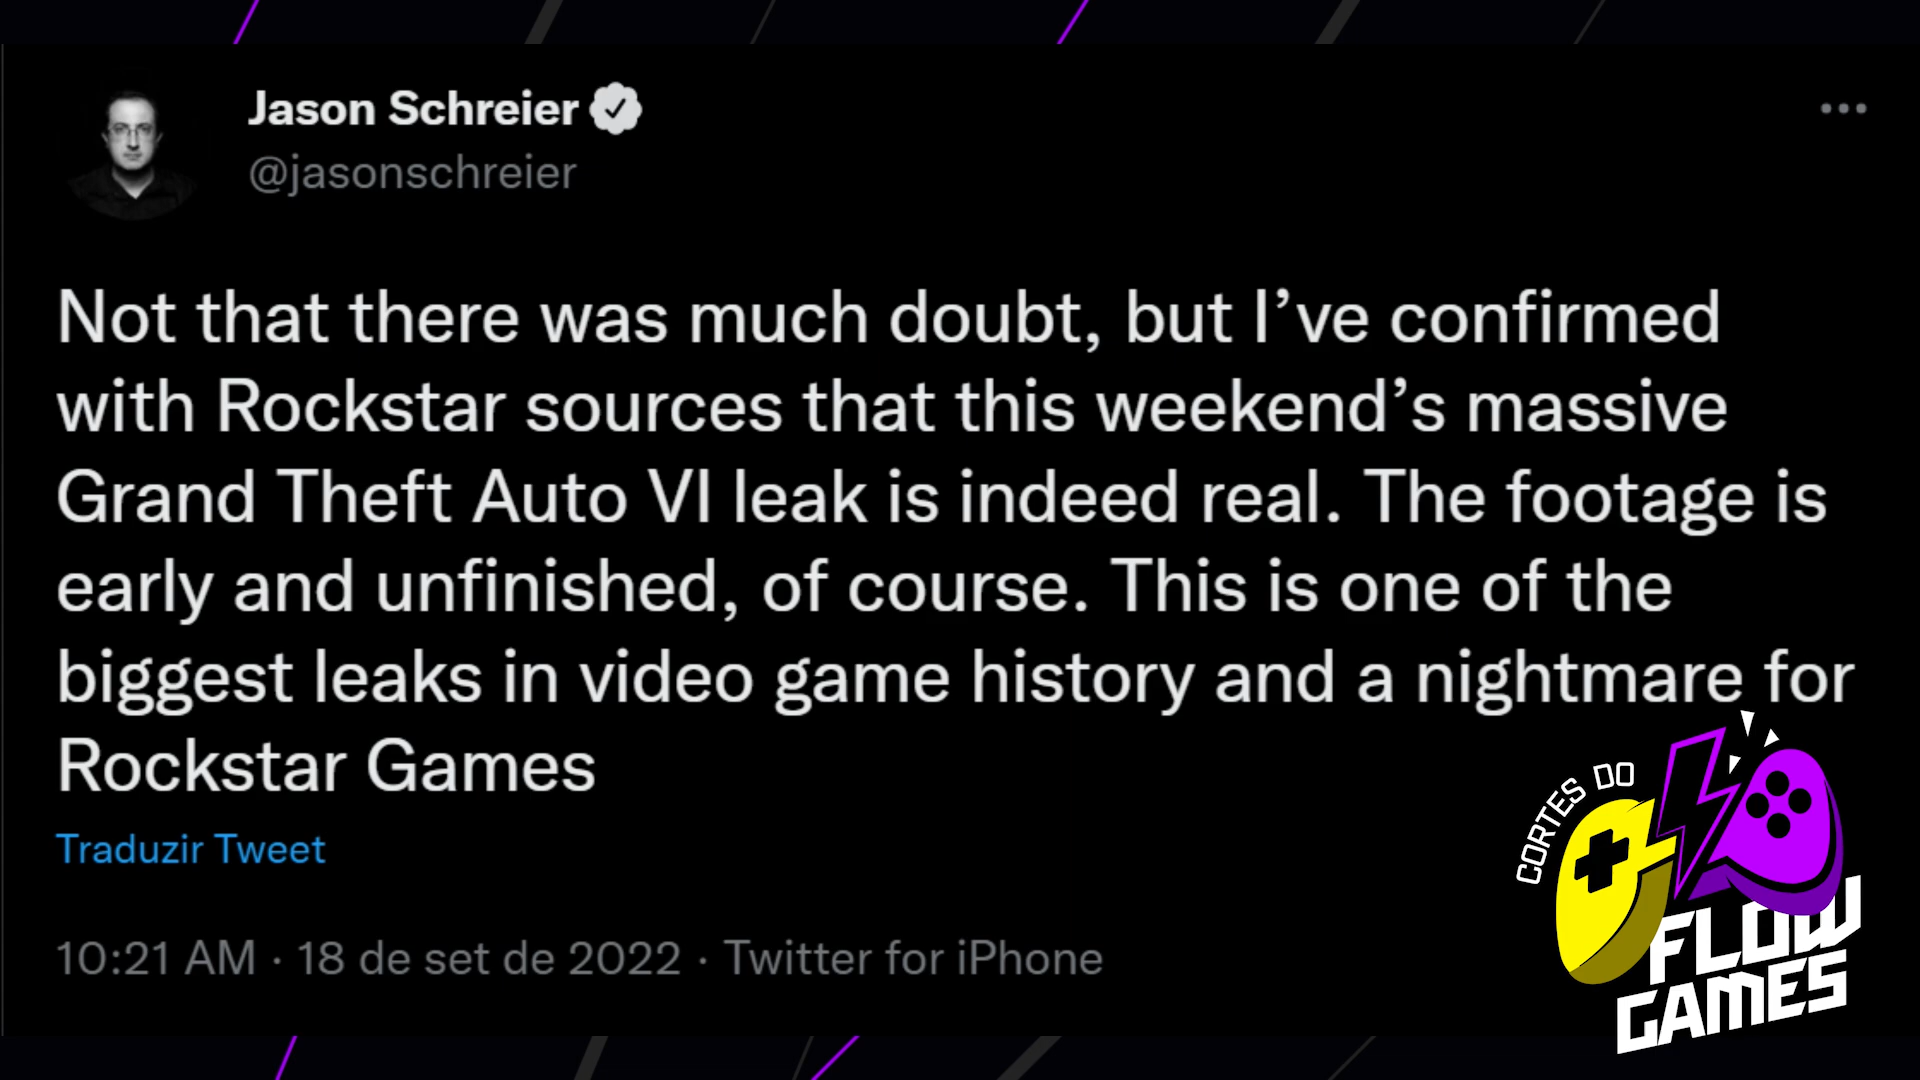 Jason Schreier
@jasonschreier
Not that there was much doubt, but I’ve confirmed
with Rockstar sources that this weekend’s massive
Grand Theft Auto VI leak is indeed real. The footage is
early and unfinished, of course. This is one of the
biggest leaks in video game history and a nightmare for
Rockstar Games
Traduzir Tweet
10:21 AM · 18 de set de 2022 · Twitter for iPhone
CORTES DO
FLOW
GAMES